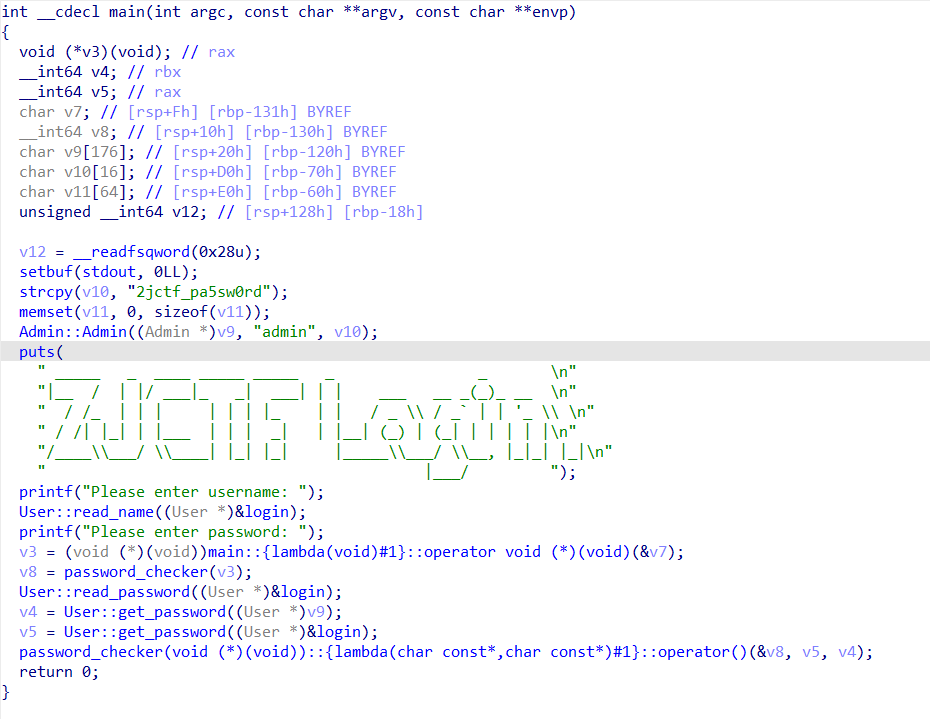 int __cdecl main(int argc, const char **argv, const char **envp)
{
  void (*v3)(void); // rax
  __int64 v4; // rbx
  __int64 v5; // rax
  char v7; // [rsp+Fh] [rbp-131h] BYREF
  __int64 v8; // [rsp+10h] [rbp-130h] BYREF
  char v9[176]; // [rsp+20h] [rbp-120h] BYREF
  char v10[16]; // [rsp+D0h] [rbp-70h] BYREF
  char v11[64]; // [rsp+E0h] [rbp-60h] BYREF
  unsigned __int64 v12; // [rsp+128h] [rbp-18h]

  v12 = __readfsqword(0x28u);
  setbuf(stdout, 0LL);
  strcpy(v10, "2jctf_pa5sw0rd");
  memset(v11, 0, sizeof(v11));
  Admin::Admin((Admin *)v9, "admin", v10);
  puts(
    " _____   _  ____ _____ _____   _                _        \n"
    "|__  /  | |/ ___|_   _|  ___| | |    ___   __ _(_)_ __  \n"
    "  / /_  | | |     | | | |_    | |   / _ \\ / _` | | '_ \\ \n"
    " / /| |_| | |___  | | |  _|   | |__| (_) | (_| | | | | |\n"
    "/____\\___/ \\____| |_| |_|     |_____\\___/ \\__, |_|_| |_|\n"
    "                                          |___/         ");
  printf("Please enter username: ");
  User::read_name((User *)&login);
  printf("Please enter password: ");
  v3 = (void (*)(void))main::{lambda(void)#1}::operator void (*)(void)(&v7);
  v8 = password_checker(v3);
  User::read_password((User *)&login);
  v4 = User::get_password((User *)v9);
  v5 = User::get_password((User *)&login);
  password_checker(void (*)(void))::{lambda(char const*,char const*)#1}::operator()(&v8, v5, v4);
  return 0;
}